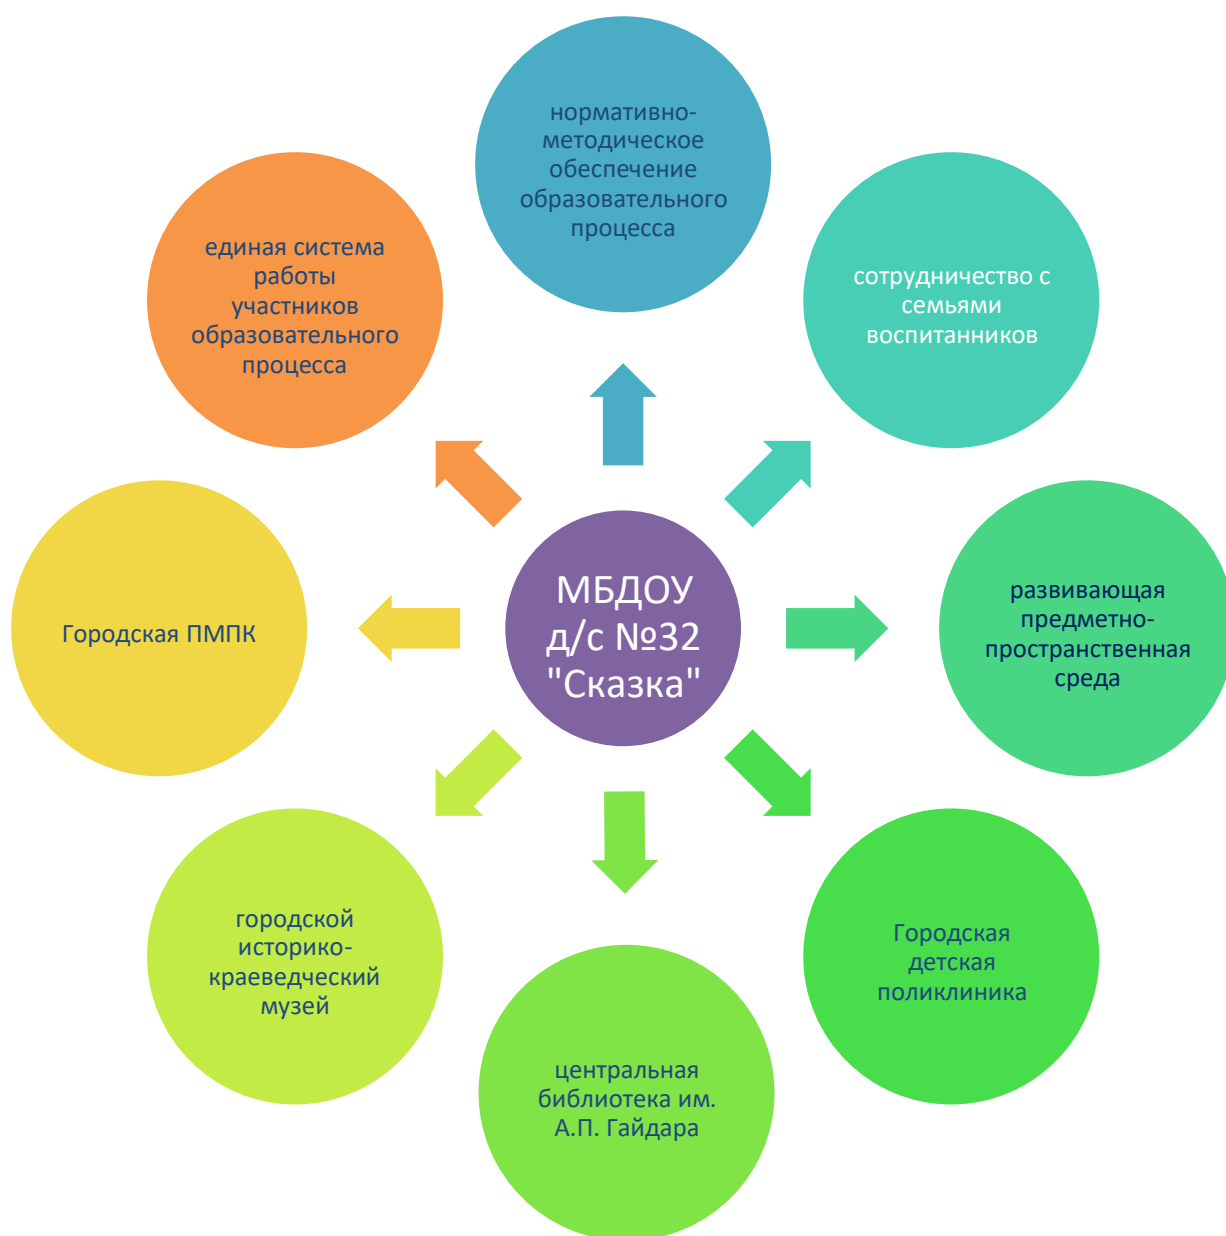 нормативно-
методическое
обеспечение
образовательного
процесса
сотрудничество с
семьями
воспитанников
развивающая
предметно-
пространственная
среда
Городская
детская
поликлиника
центральная
библиотека им.
А.П. Гайдара
городской
историко-
краеведческий
музей
Городская ПМПК
единая система
работы
участников
образовательного
процесса
МБДОУ
д/с №32
"Сказка"